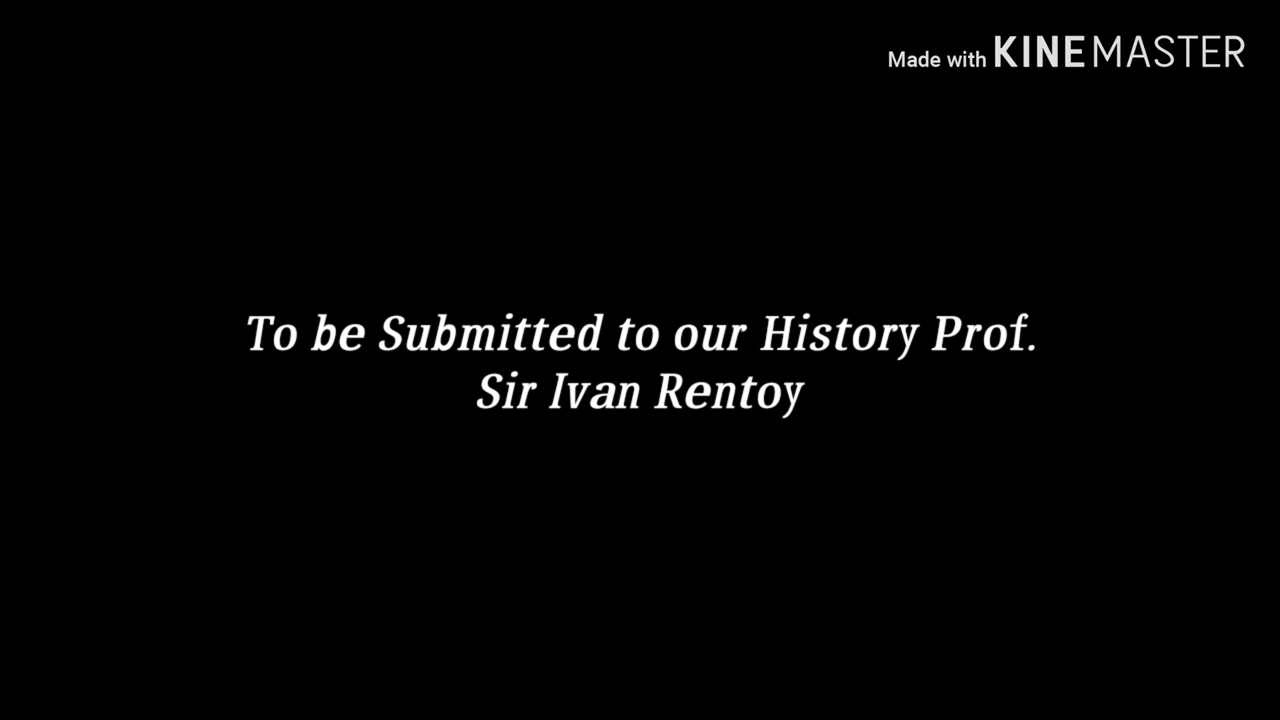 Made with KINEMASTER
To be Submitted to our History Prof.
Sir Ivan Rentoy